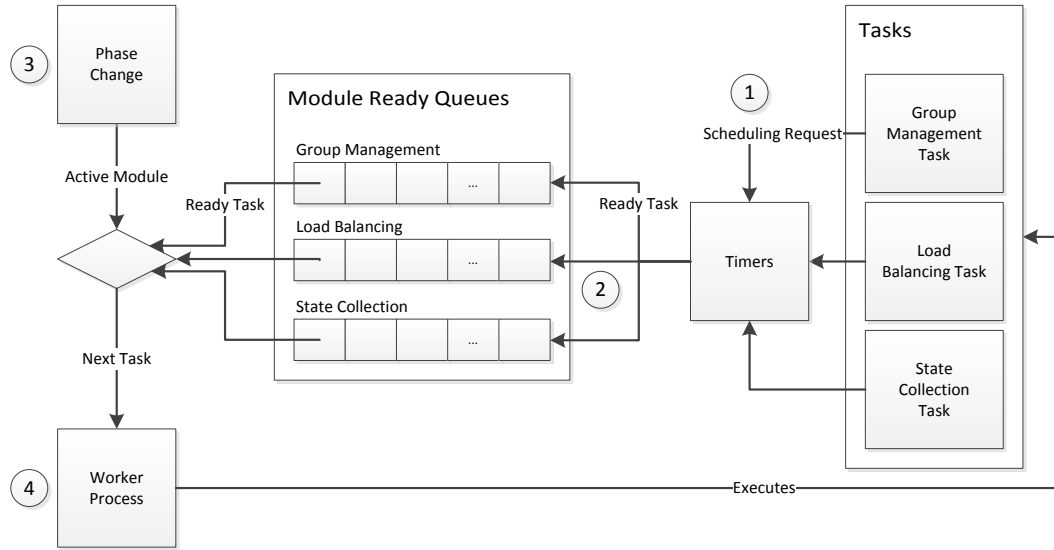 Tasks
3
Phase
Change
1
Module Ready Queues
Scheduling Request
Group
Management
Task
Group Management
...
Active Module
Ready Task
Ready Task
Load Balancing
...
Timers
Load
Balancing Task
2
State Collection
...
Next Task
State
Collection
Task
4
Worker
Process
Executes